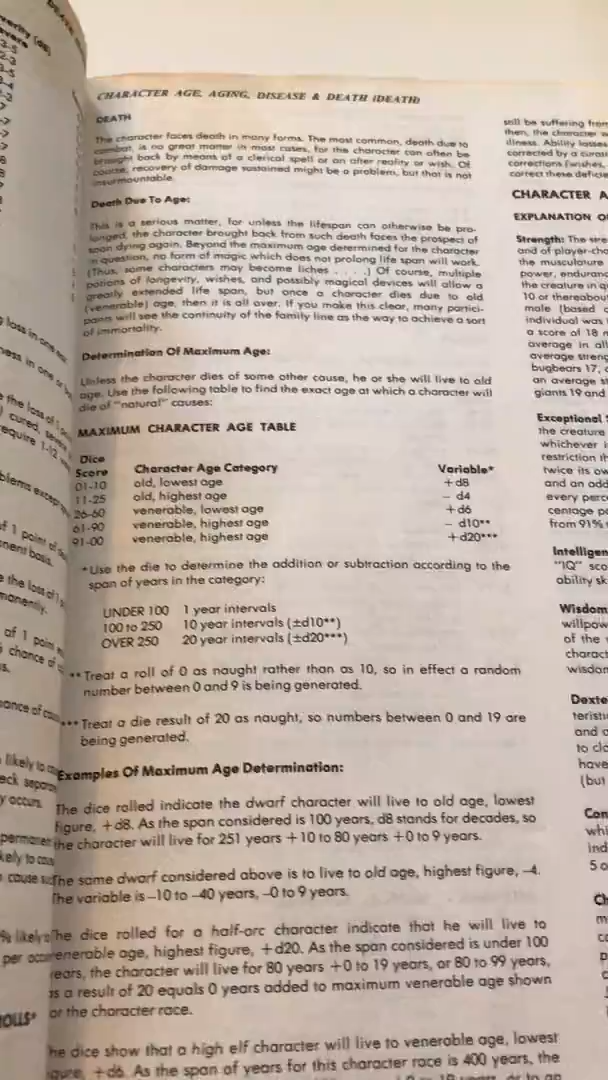 CHARACTER AGE, AGING, DISEASE & DEATH (DEATH)
DEATH
The character faces death in many forms. The most common, death due to
combat, is no great matter in most cases, for the character can often be
brought back by means of a clerical spell or an alter reality or wish. Of
course, recovery of damage sustained might be a problem, but that is not
insurmountable.
Death Due To Age:
This is a serious matter, for unless the lifespan can otherwise be pro-
longed, the character brought back from such death faces the prospect of
soon dying again. Beyond the maximum age determined for the character
in question, no form of magic which does not prolong life span will work.
(Thus, some characters may become liches . . . .) Of course, multiple
potions of longevity, wishes, and possibly magical devices will allow a
greatly extended life span, but once a character dies due to old
(venerable) age, then it is all over. If you make this clear, many partici-
pants will see the continuity of the family line as the way to achieve a sort
of immortality.
Determination Of Maximum Age:
Unless the character dies of some other cause, he or she will live to old
age. Use the following table to find the exact age at which a character will
die of "natural" causes:
MAXIMUM CHARACTER AGE TABLE
Dice
Score Character Age Category Variable*
01-10 old, lowest age +d8
11-25 old, highest age - d4
26-60 venerable, lowest age +d6
61-90 venerable, highest age - d10**
91-00 venerable, highest age +d20***
*Use the die to determine the addition or subtraction according to the
span of years in the category:
UNDER 100 1 year intervals
100 to 250 10 year intervals (±d10**)
OVER 250 20 year intervals (±d20***)
**Treat a roll of 0 as naught rather than as 10, so in effect a random
number between 0 and 9 is being generated.
***Treat a die result of 20 as naught, so numbers between 0 and 19 are
being generated.
Examples Of Maximum Age Determination:
The dice rolled indicate the dwarf character will live to old age, lowest
figure, +d8. As the span considered is 100 years, d8 stands for decades, so
the character will live for 251 years +10 to 80 years +0 to 9 years.
The same dwarf considered above is to live to old age, highest figure, -4.
The variable is -10 to -40 years, -0 to 9 years.
The dice rolled for a half-orc character indicate that he will live to
venerable age, highest figure, +d20. As the span considered is under 100
years, the character will live for 80 years +0 to 19 years, or 80 to 99 years,
as a result of 20 equals 0 years added to maximum venerable age shown
for the character race.
The dice show that a high elf character will live to venerable age, lowest
figure, +d6. As the span of years for this character race is 400 years, the
still be suffering from
then, the character
illness. Ability losses
corrected by a
corrections (wishes,
correct these
CHARACTER
EXPLANATION
Strength: The
and of
the musculature
power,
the creature in
10 or
male (based
individual was
a score of 18
average in all
average
bugbears 17,
an average
giants 19 and
Exceptional
the creature
whichever
restriction
twice its
and an
every
from 91%
"IQ"
ability
of the
and
to
have
(but